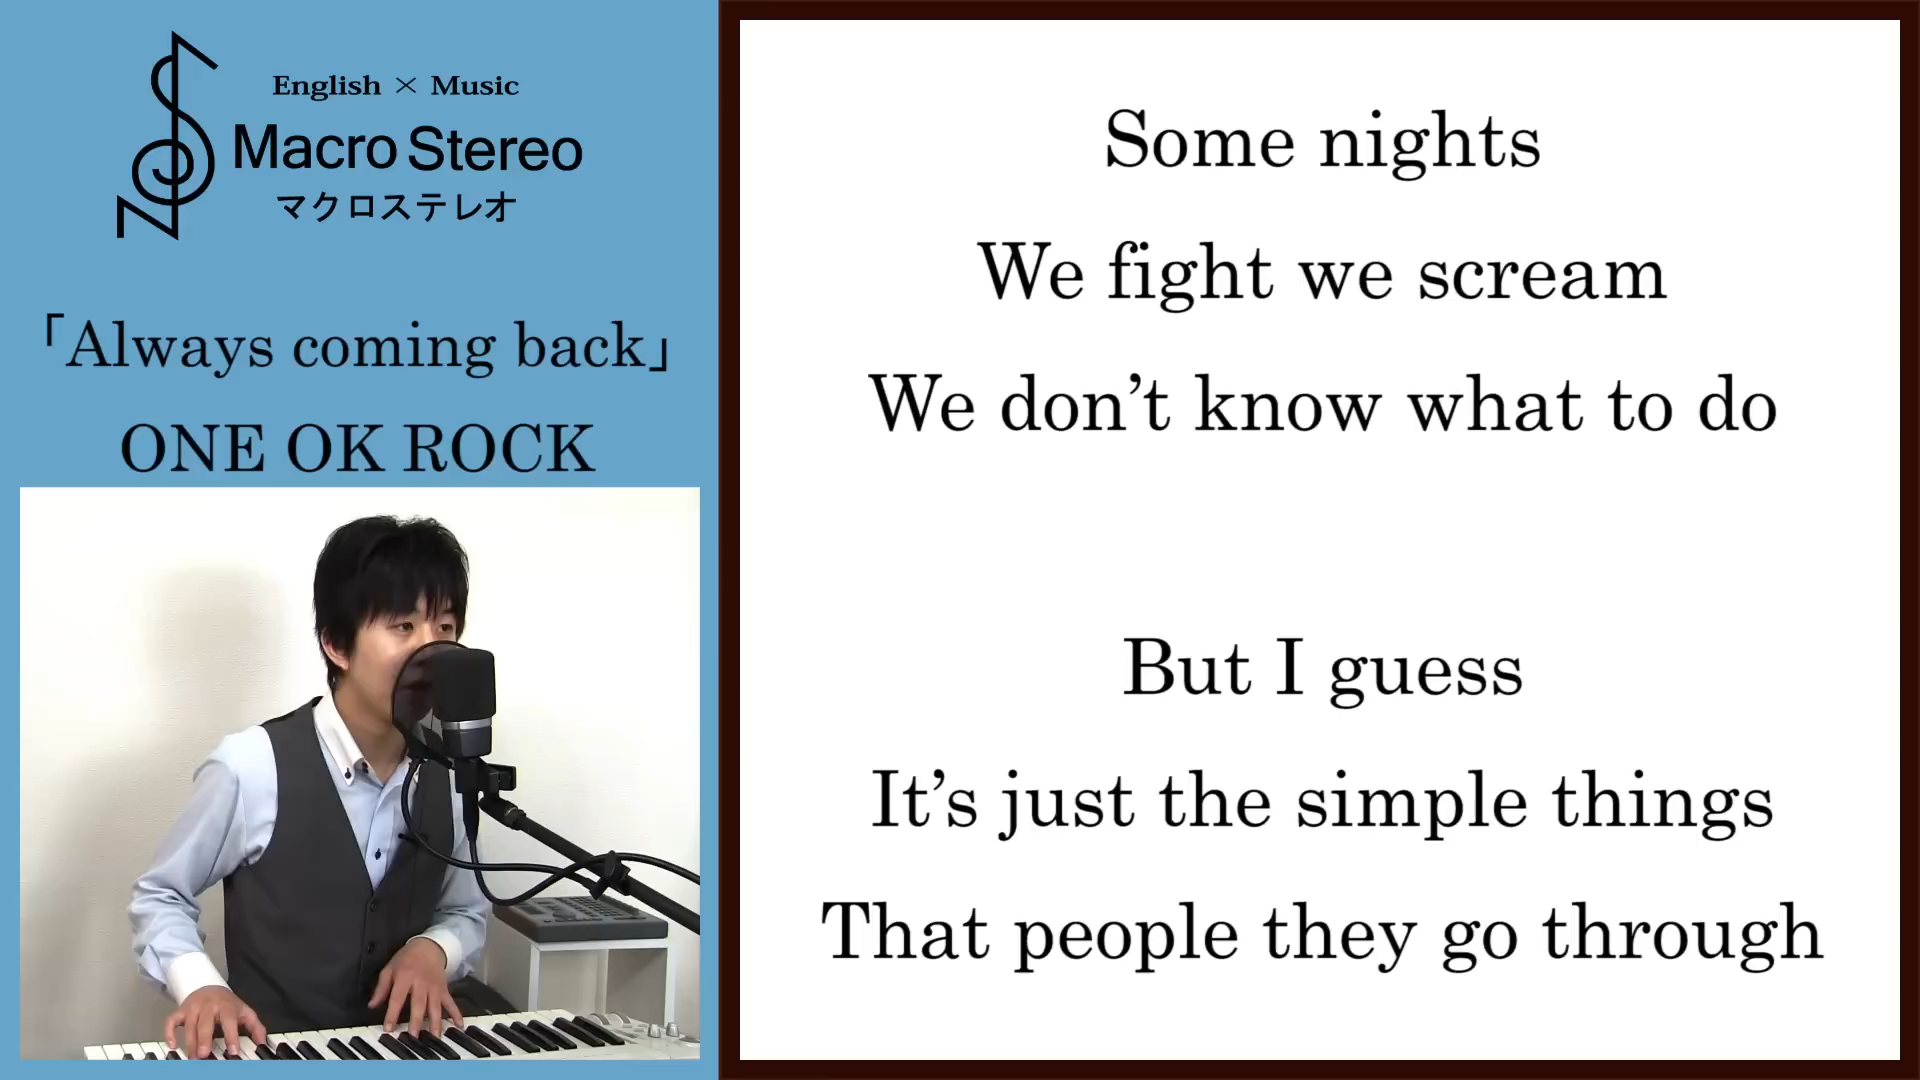 English × Music
Macro Stereo
マクロステレオ
「Always coming back」
ONE OK ROCK
Some nights
We fight we scream
We don’t know what to do
But I guess
It’s just the simple things
That people they go through